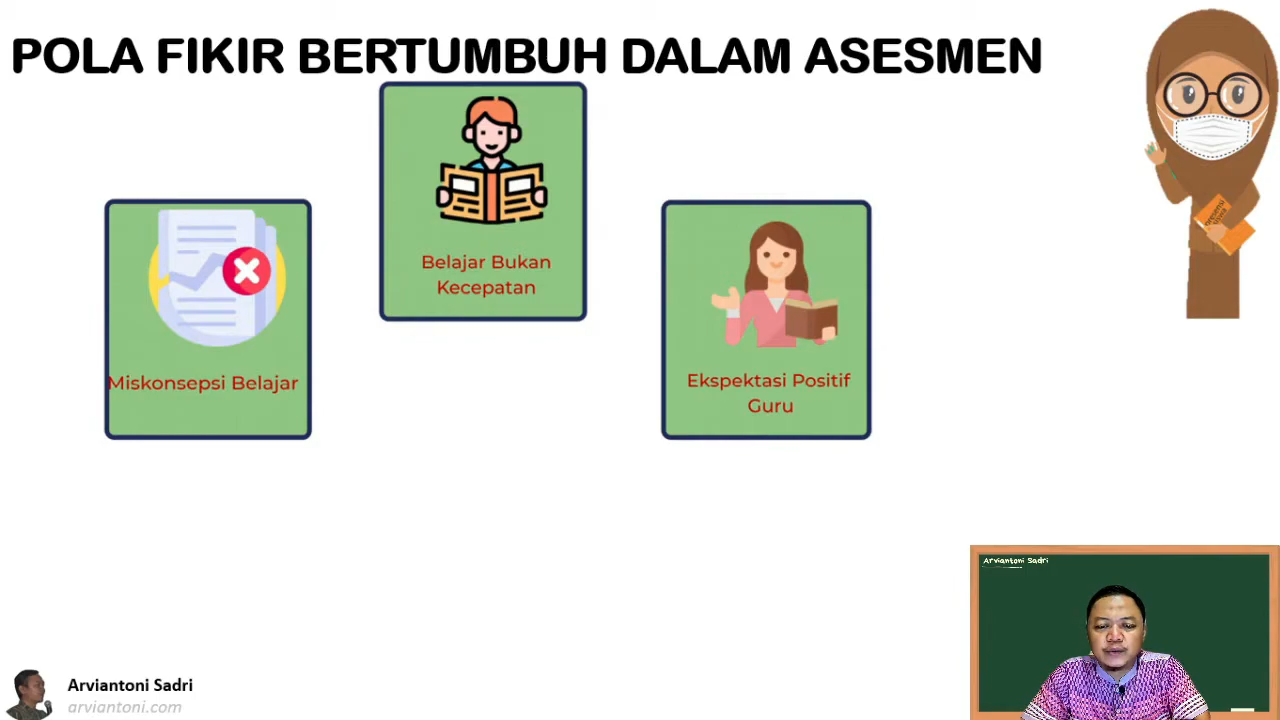 POLA FIKIR BERTUMBUH DALAM ASESMEN
Belajar Bukan
Kecepatan
Miskonsepsi Belajar
Ekspektasi Positif
Guru
Arviantoni Sadri
Arviantoni Sadri
arviantoni.com